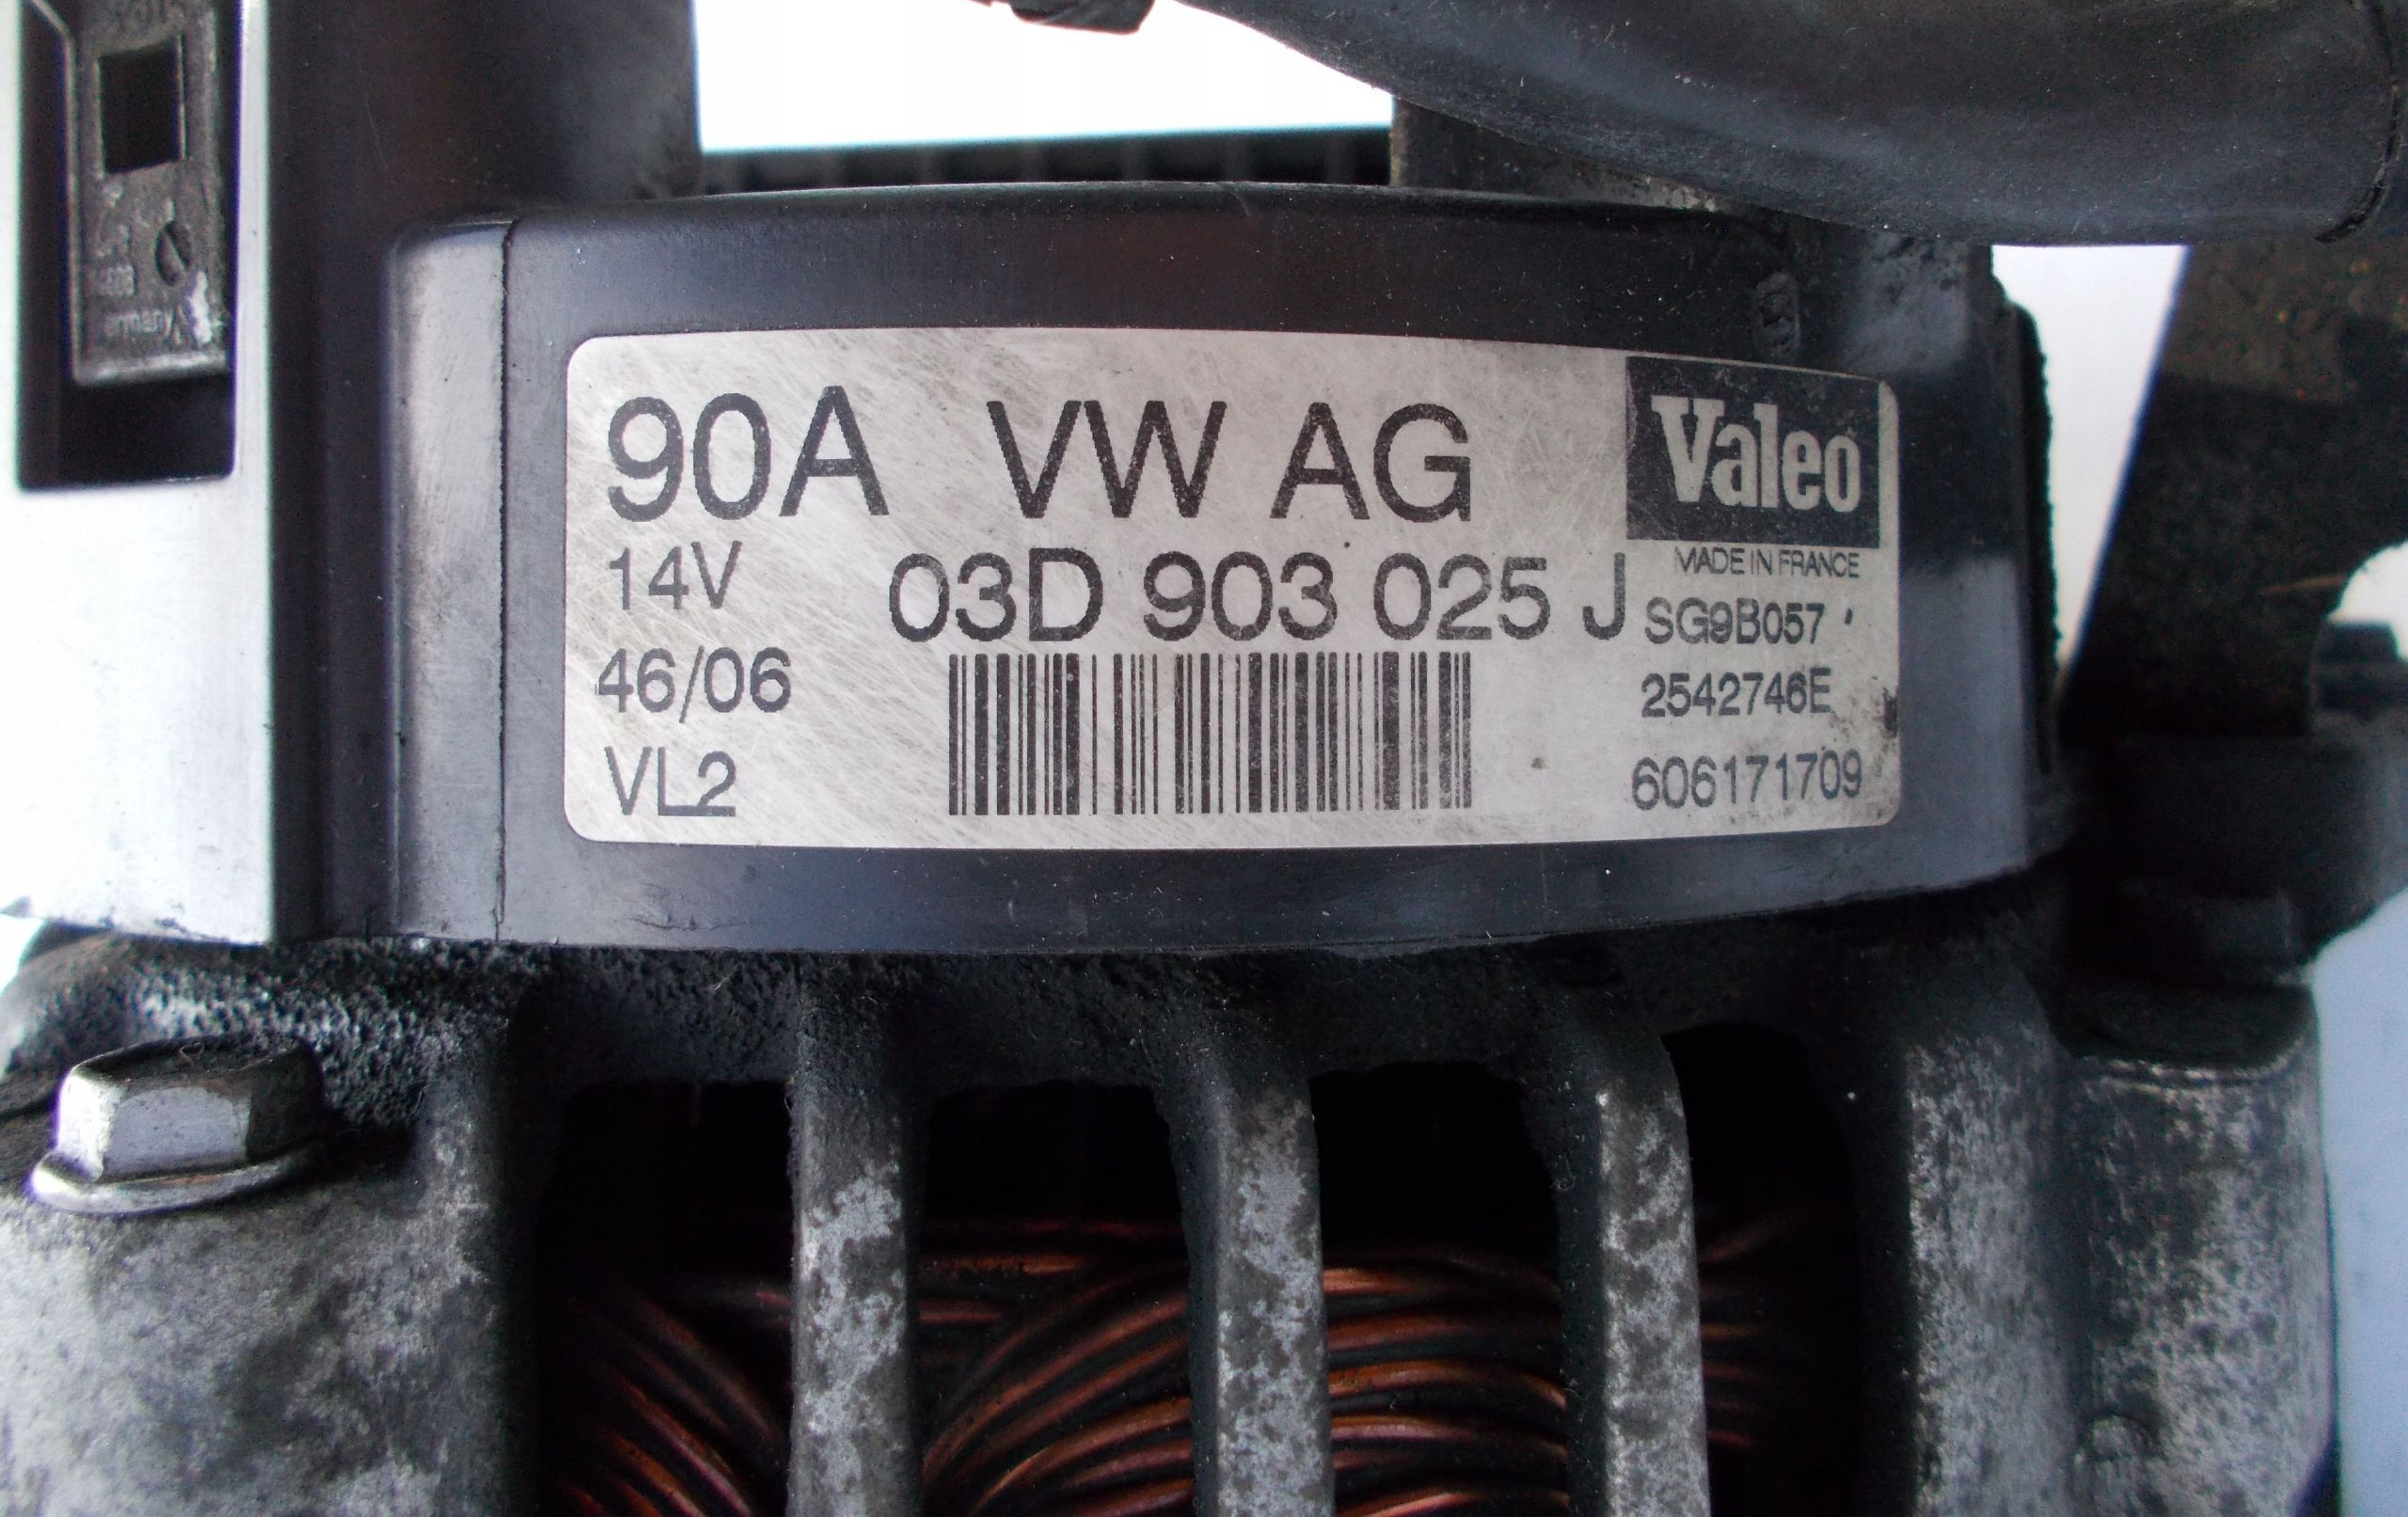 90A VW AG
Valeo
MADE IN FRANCE
14V
03D 903 025 J
SG9B057
46/06
2542746E
VL2
606171709